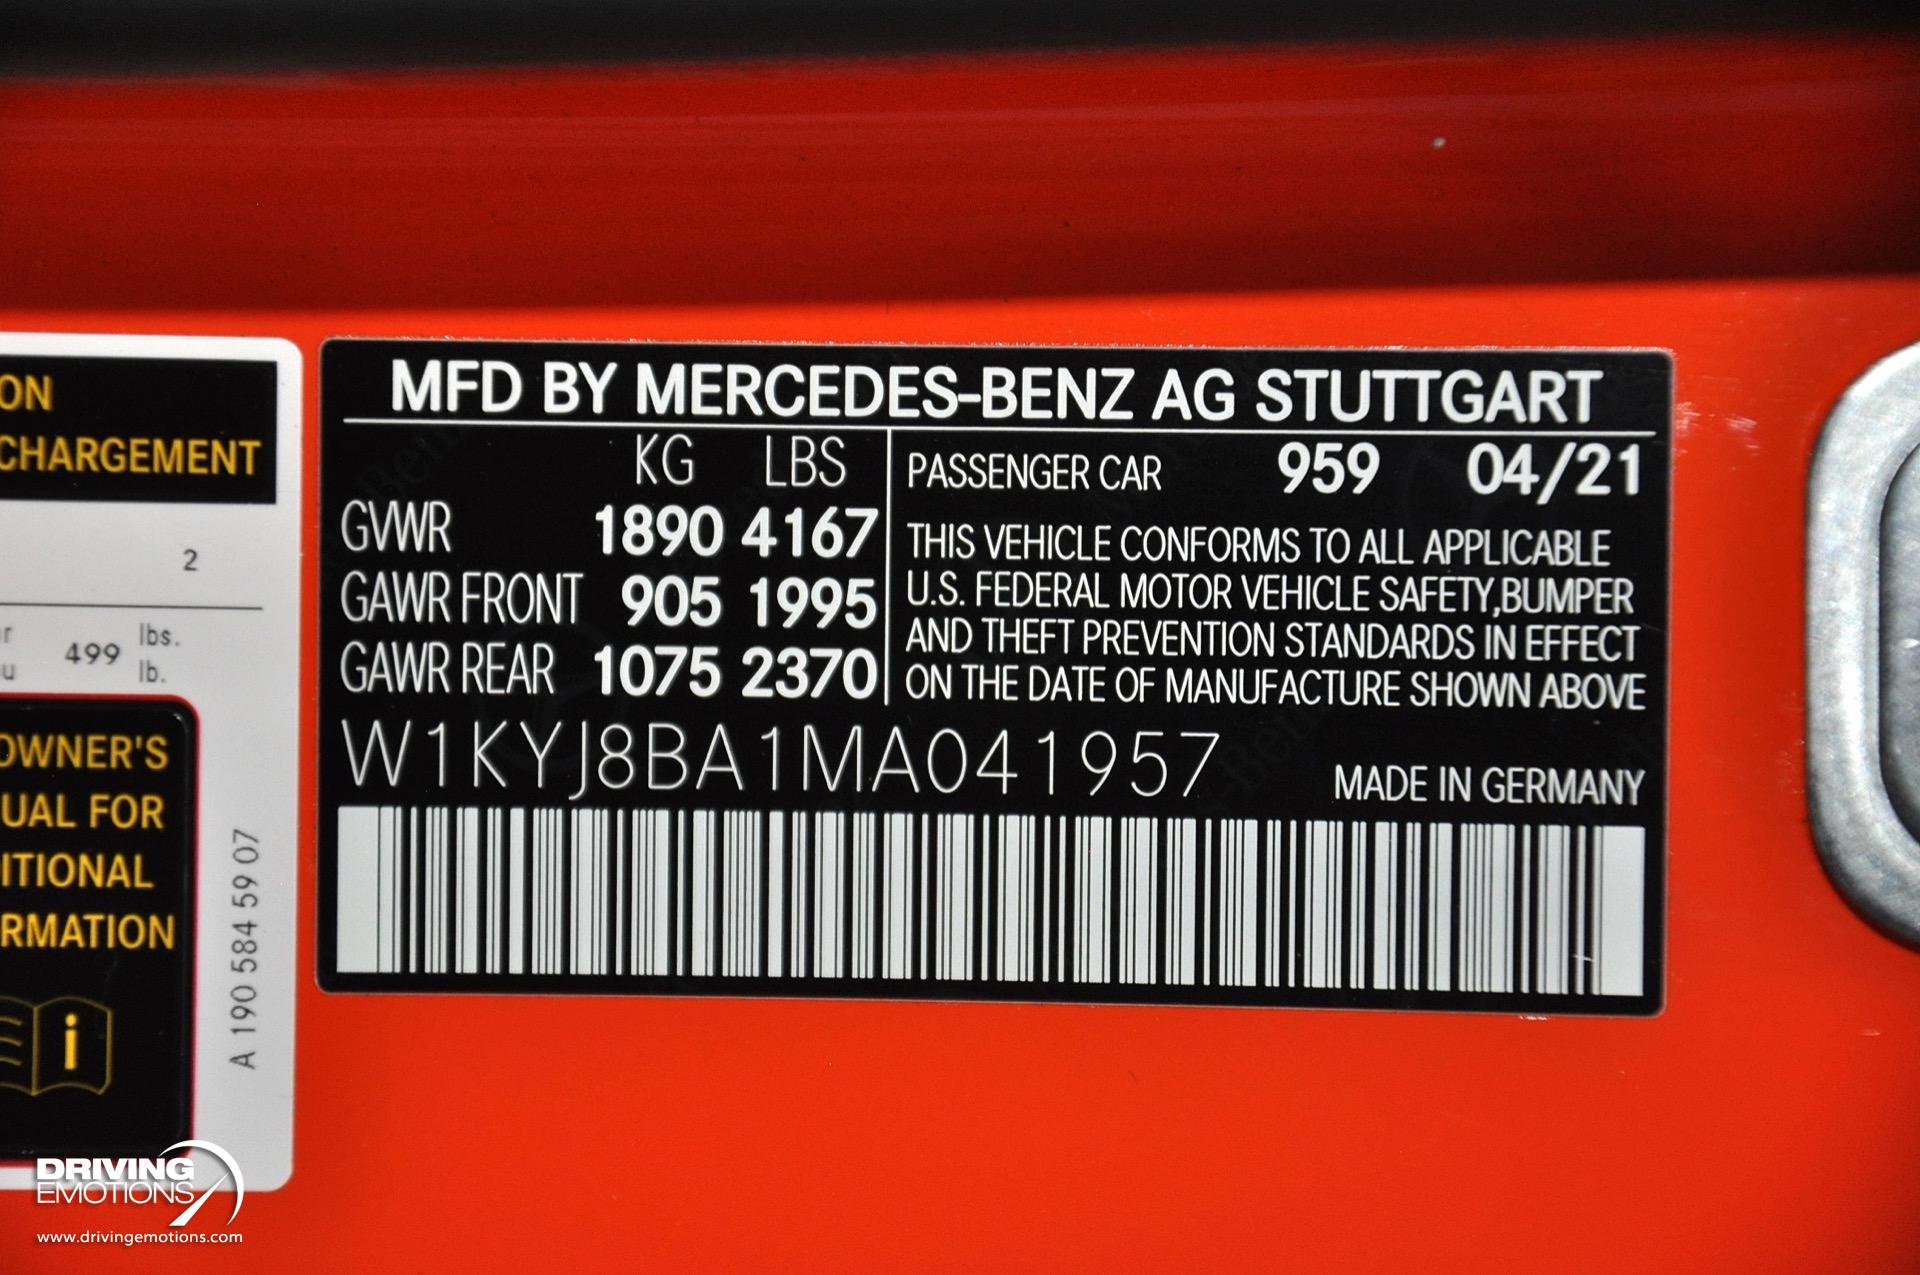 ON
CHARGEMENT
2
499
lbs.
lb.
OWNER'S
UAL FOR
ITIONAL
RMATION
i
A 190 584 59 07
MFD BY MERCEDES-BENZ AG STUTTGART
KG LBS
GVWR 1890 4167
GAWR FRONT 905 1995
GAWR REAR 1075 2370
PASSENGER CAR 959 04/21
THIS VEHICLE CONFORMS TO ALL APPLICABLE
U.S. FEDERAL MOTOR VEHICLE SAFETY,BUMPER
AND THEFT PREVENTION STANDARDS IN EFFECT
ON THE DATE OF MANUFACTURE SHOWN ABOVE
W1KYJ8BA1MA041957
MADE IN GERMANY
DRIVING
EMOTIONS
www.drivingemotions.com